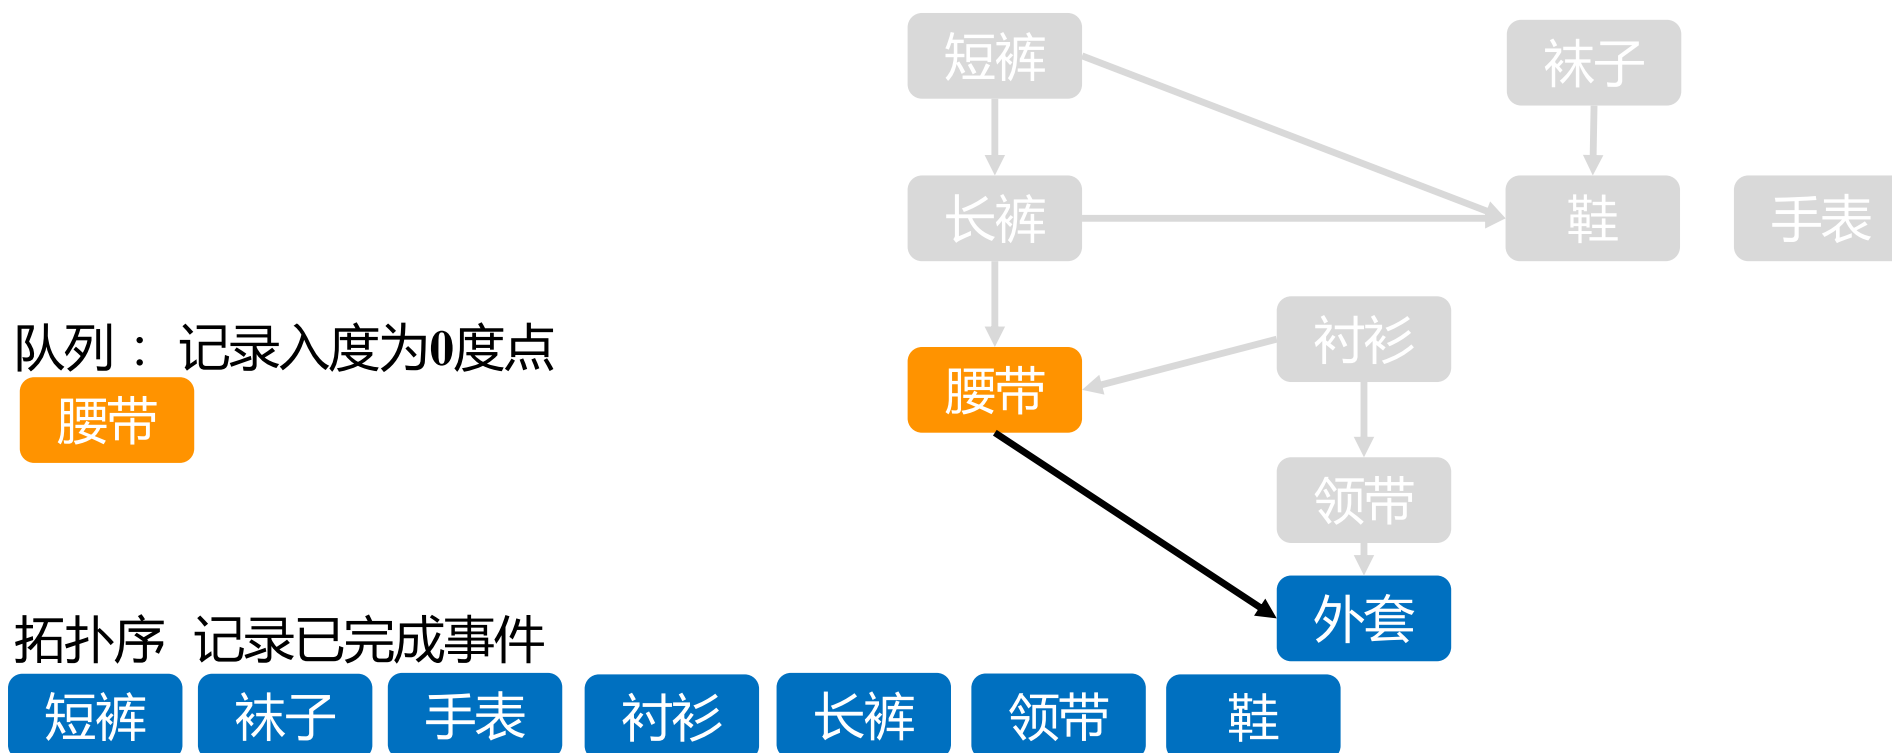 短裤
袜子
长裤
鞋
手表
衬衫
队列： 记录入度为0度点
腰带
腰带
领带
外套
拓扑序 记录已完成事件
短裤 袜子 手表 衬衫 长裤 领带 鞋